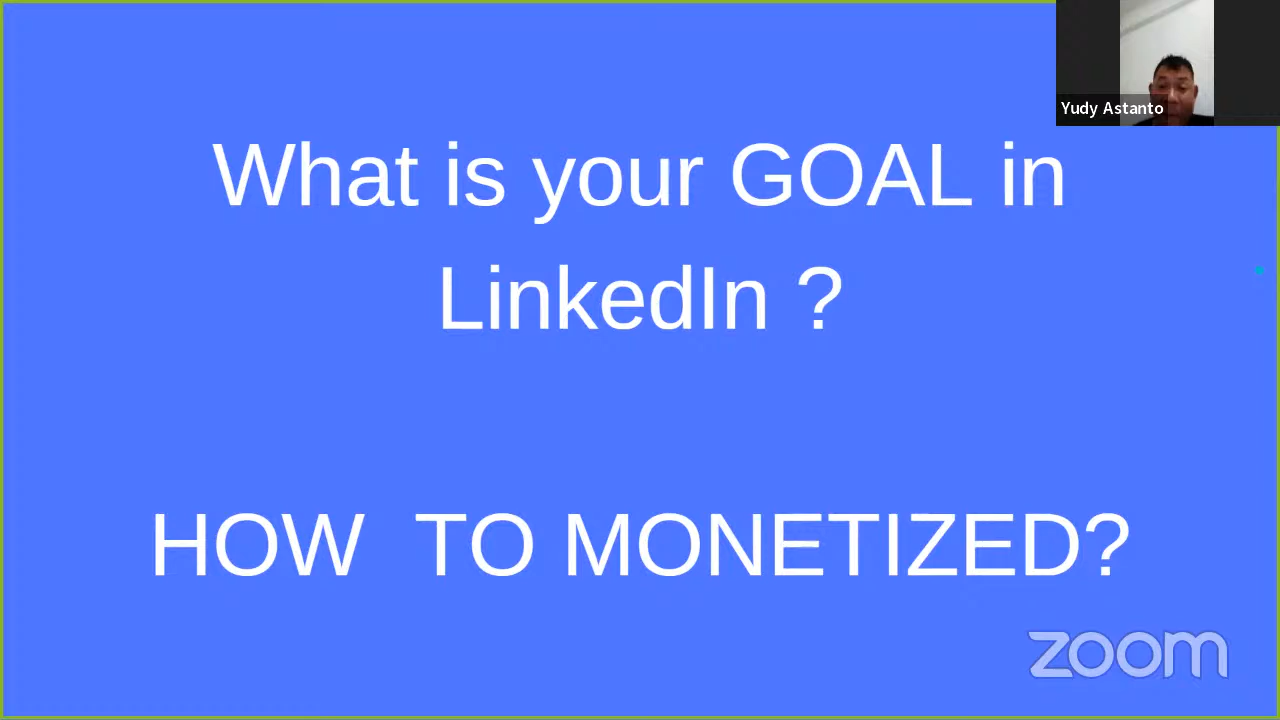 Yudy Astanto
What is your GOAL in
LinkedIn ?
HOW  TO MONETIZED?
zoom